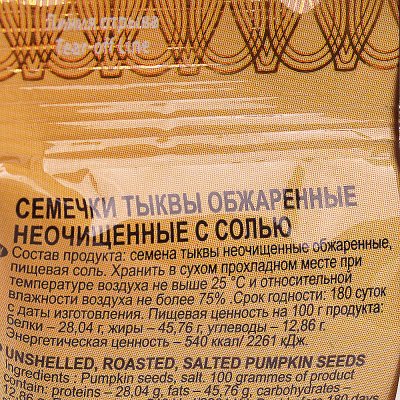 Линия отрыва
Tear-off line
СЕМЕЧКИ ТЫКВЫ ОБЖАРЕННЫЕ
НЕОЧИЩЕННЫЕ С СОЛЬЮ
Состав продукта: семена тыквы неочищенные обжаренные,
пищевая соль. Хранить в сухом прохладном месте при
температуре воздуха не выше 25 °С и относительной
влажности воздуха не более 75% .Срок годности: 180 суток
с даты изготовления. Пищевая ценность на 100 г продукта:
белки – 28,04 г, жиры – 45,76 г, углеводы – 12,86 г.
Энергетическая ценность – 540 ккал/ 2261 кДж.
UNSHELLED, ROASTED, SALTED PUMPKIN SEEDS
Ingredients : Pumpkin seeds, salt. 100 grammes of product
contain: proteins – 28,04 g, fats – 45,76 g, carbohydrates –